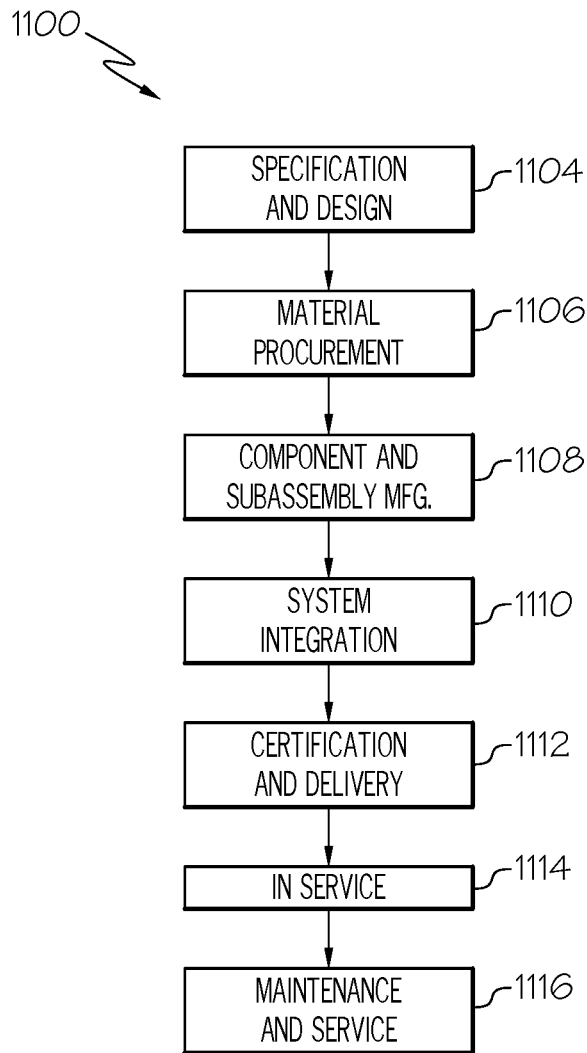 1100
SPECIFICATION
AND DESIGN
1104
MATERIAL
PROCUREMENT
1106
COMPONENT AND
SUBASSEMBLY MFG.
1108
SYSTEM
INTEGRATION
1110
CERTIFICATION
AND DELIVERY
1112
IN SERVICE
1114
MAINTENANCE
AND SERVICE
1116